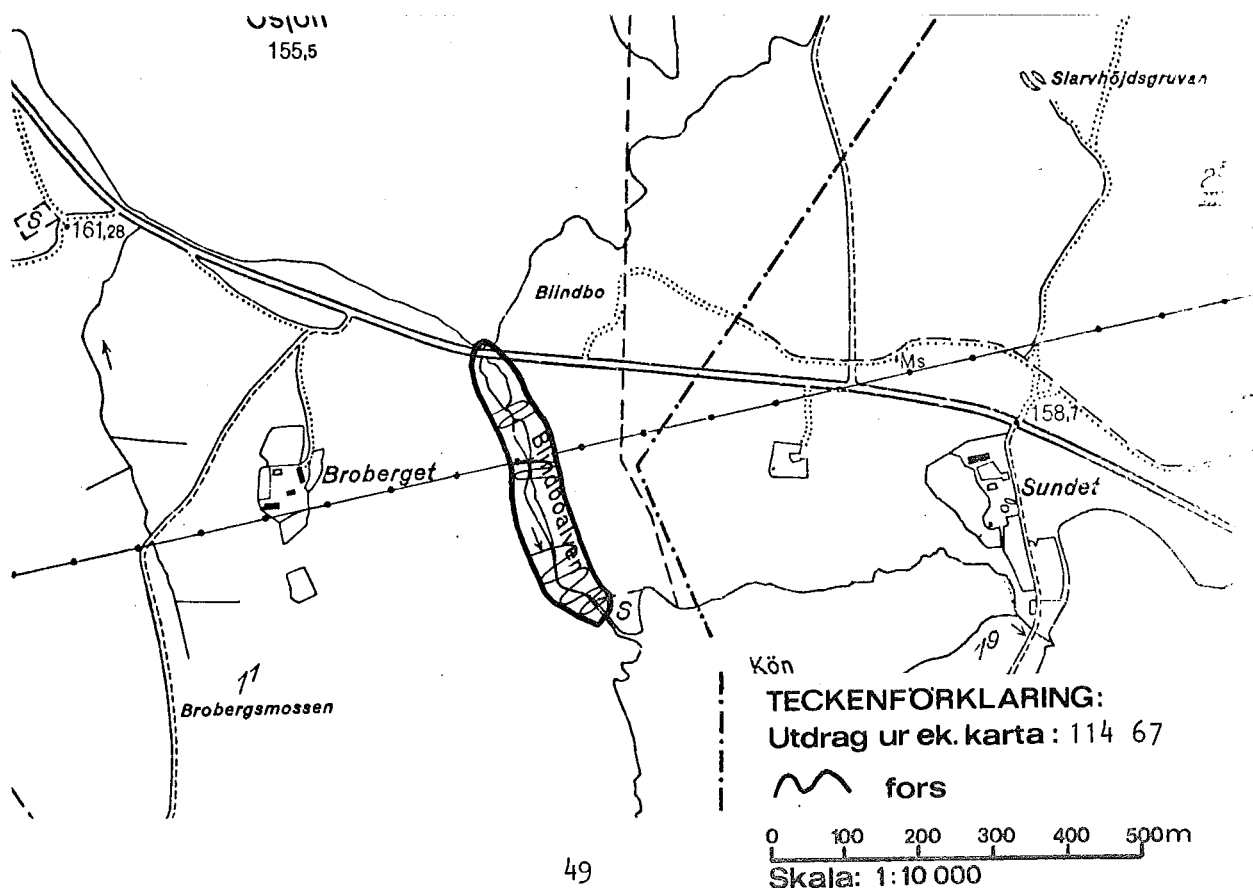 155,5
Slarvhöjdsgruvan
S
161,28
Blindbo
Ms
158,7
Broberget
Blindboälven
Sundet
S
19
11
Brobergsmossen
Kön
TECKENFÖRKLARING:
Utdrag ur ek. karta : 114 67
fors
0 100 200 300 400 500m
Skala: 1:10 000
49